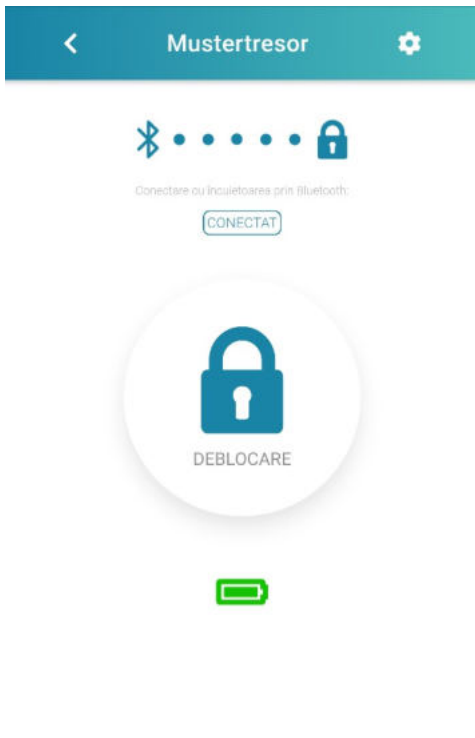 Mustertresor
Conectare cu încuietoarea prin Bluetooth:
CONECTAT
DEBLOCARE